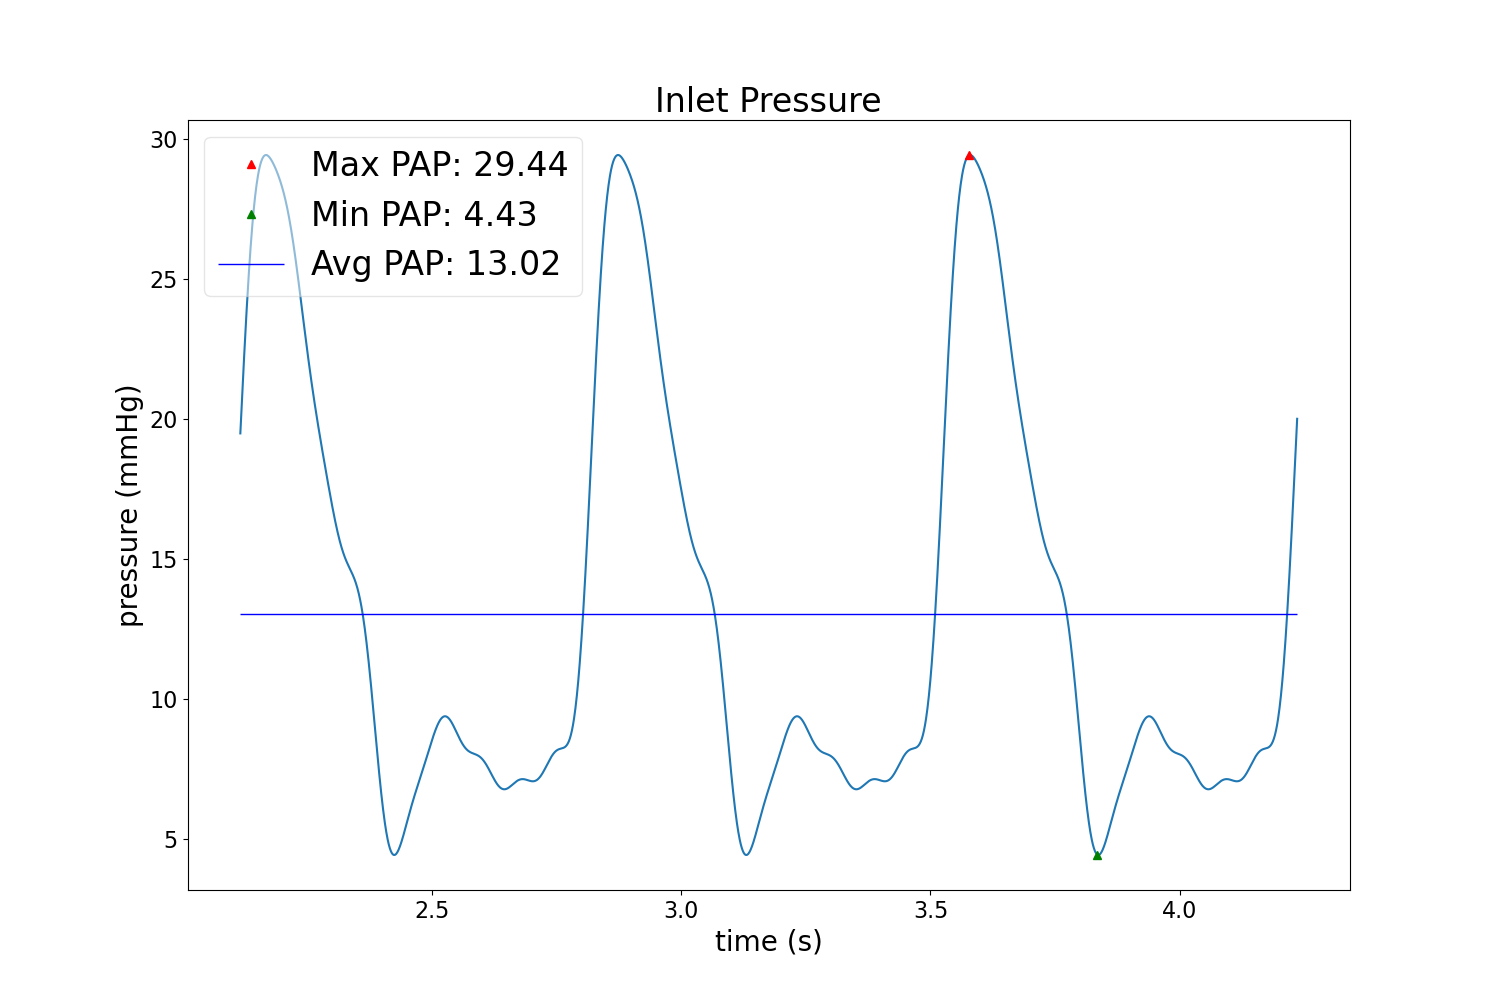 Inlet Pressure
Max PAP: 29.44
Min PAP: 4.43
Avg PAP: 13.02
30
25
20
15
10
5
pressure (mmHg)
2.5 3.0 3.5 4.0
time (s)